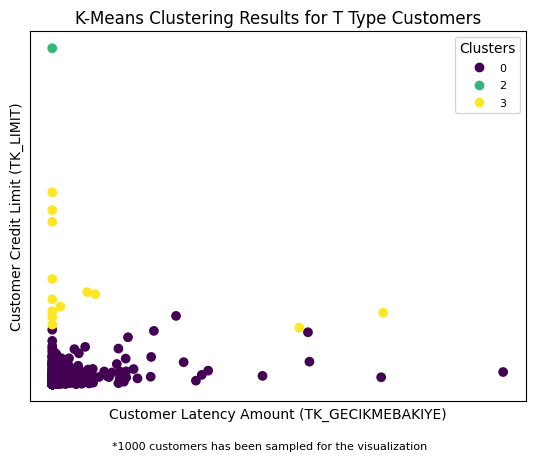 K-Means Clustering Results for T Type Customers
Clusters
0
2
3
Customer Credit Limit (TK_LIMIT)
Customer Latency Amount (TK_GECIKMEBAKIYE)
*1000 customers has been sampled for the visualization